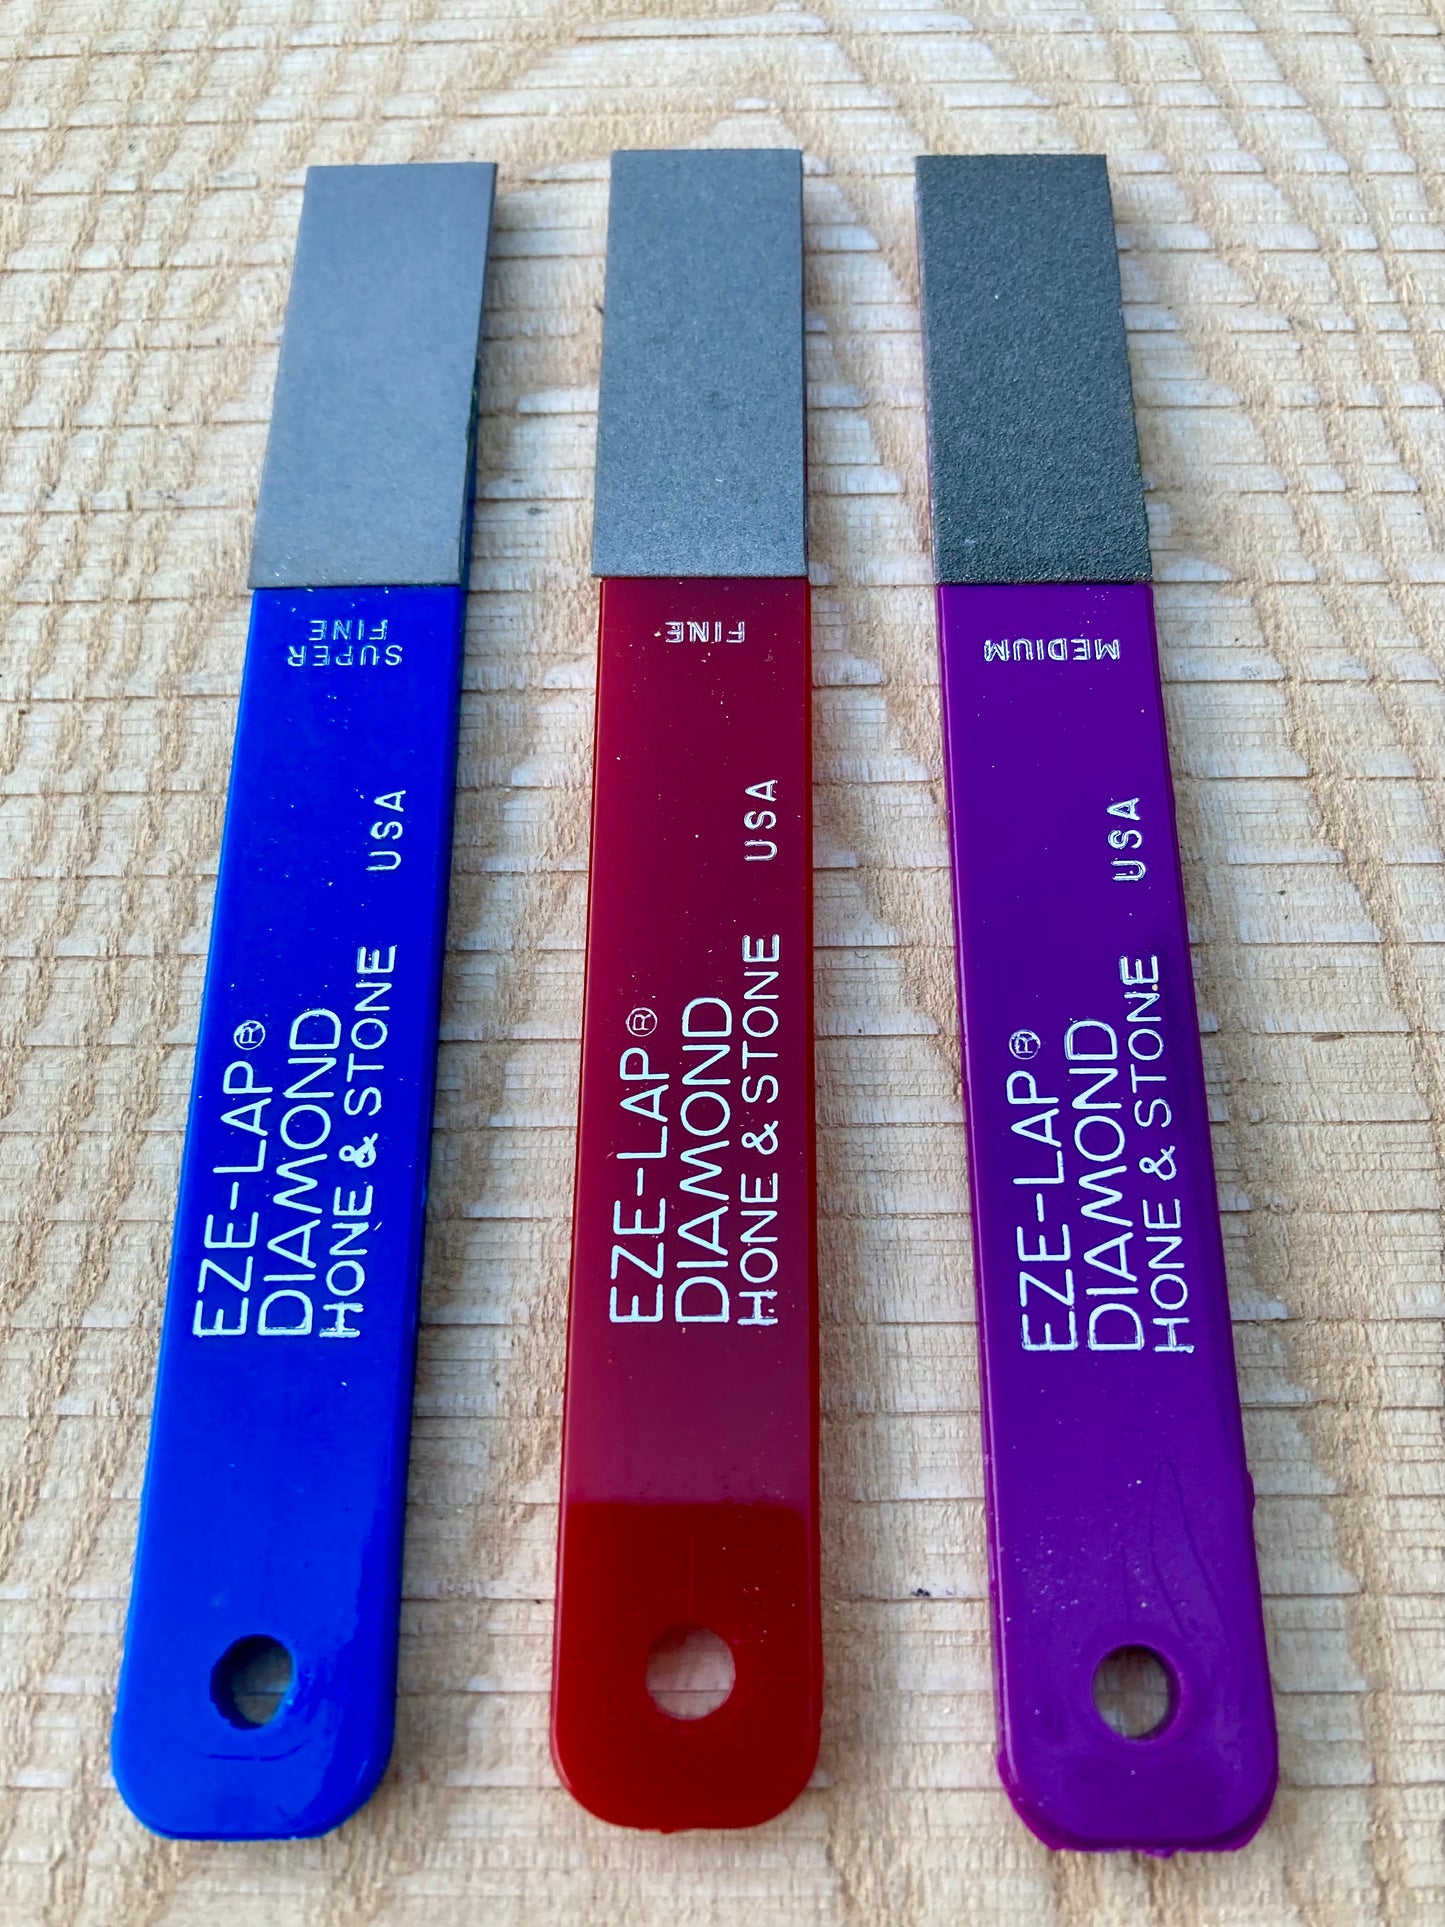 SUPER
FINE
USA
EZE-LAP®
DIAMOND
HONE & STONE
FINE
USA
EZE-LAP®
DIAMOND
HONE & STONE
MEDIUM
USA
EZE-LAP®
DIAMOND
HONE & STONE